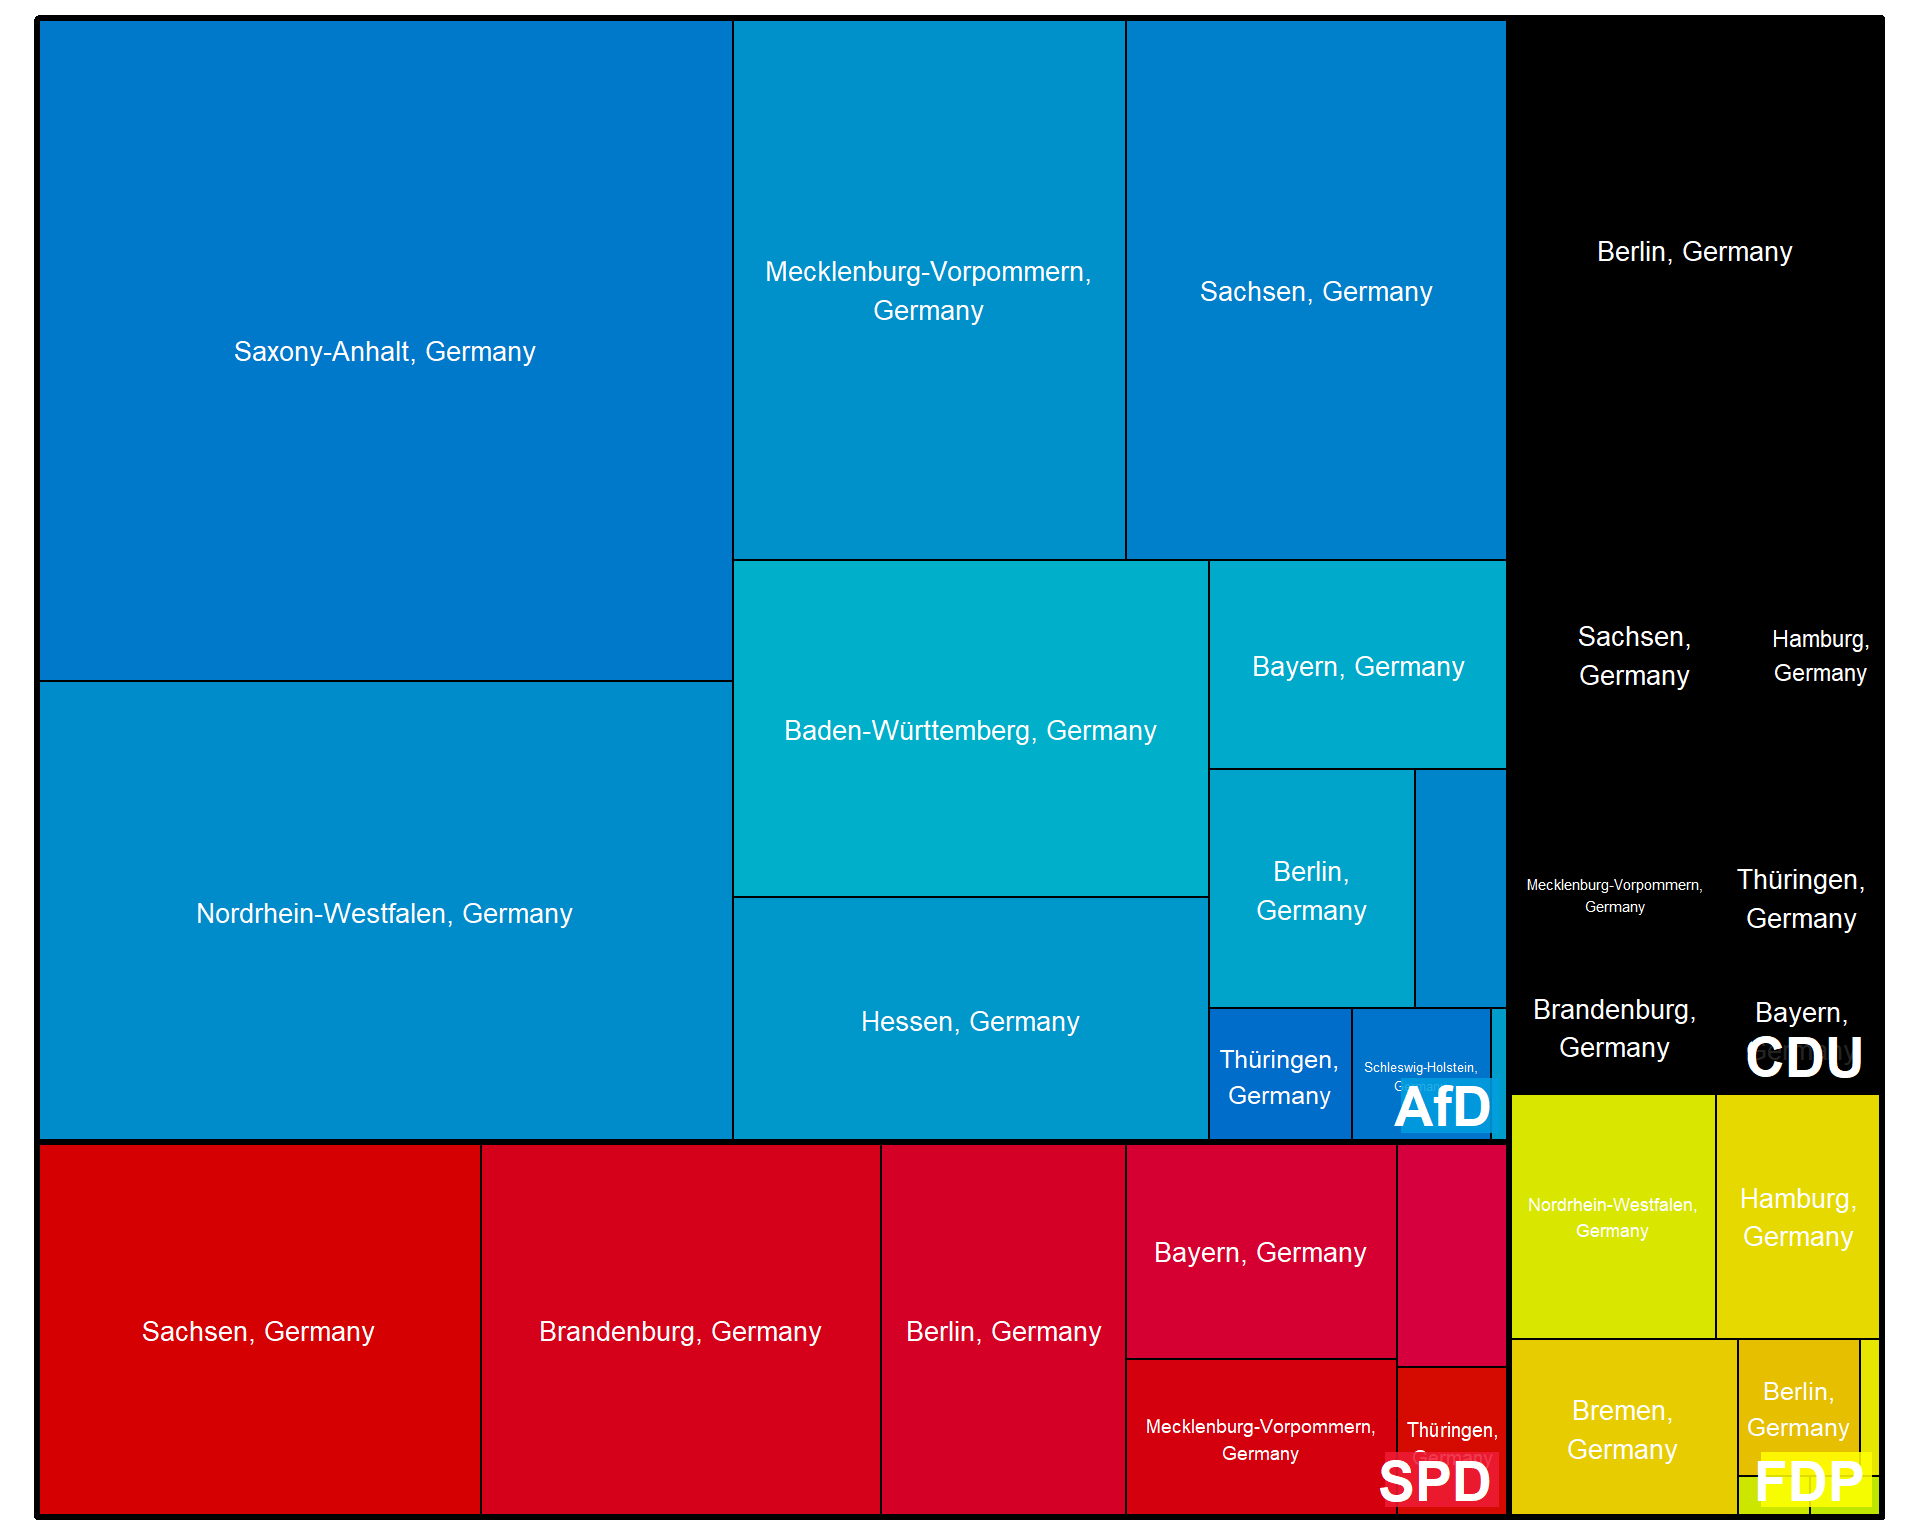 Saxony-Anhalt, Germany
Nordrhein-Westfalen, Germany
Mecklenburg-Vorpommern,
Germany
Sachsen, Germany
Baden-Württemberg, Germany
Bayern, Germany
Berlin,
Germany
Hessen, Germany
Thüringen,
Germany
Schleswig-Holstein,
Germany
AfD
Berlin, Germany
Sachsen,
Germany
Hamburg,
Germany
Mecklenburg-Vorpommern,
Germany
Thüringen,
Germany
Brandenburg,
Germany
Bayern,
Germany
CDU
Sachsen, Germany
Brandenburg, Germany
Berlin, Germany
Bayern, Germany
Mecklenburg-Vorpommern,
Germany
Thüringen,
Germany
SPD
Nordrhein-Westfalen,
Germany
Hamburg,
Germany
Bremen,
Germany
Berlin,
Germany
FDP